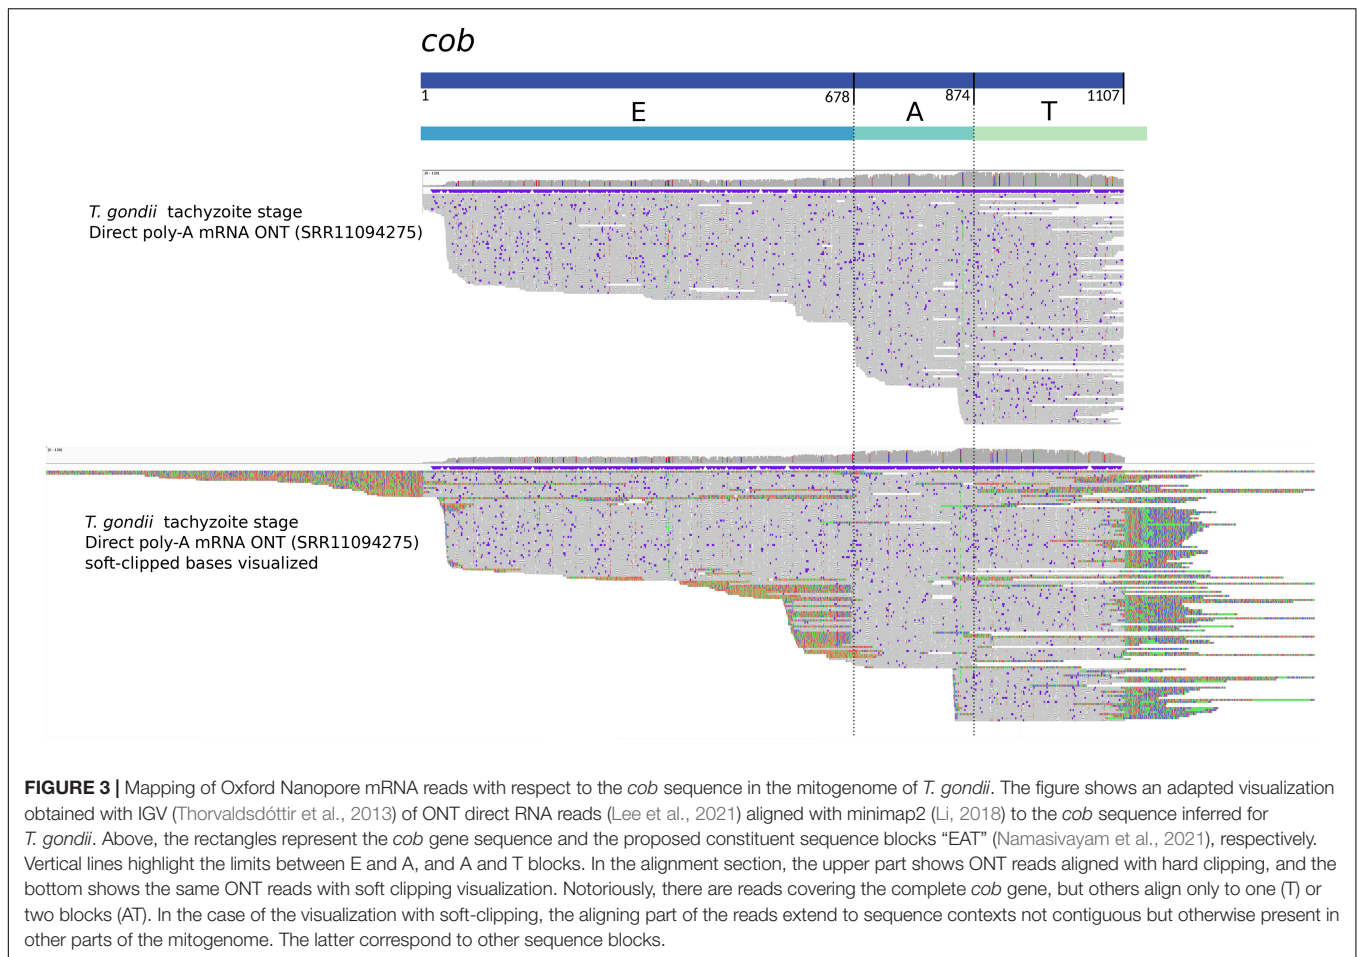 cob
1
678
874
1107
E
A
T
[0 - 120]
T. gondii tachyzoite stage
Direct poly-A mRNA ONT (SRR11094275)
[0 - 120]
T. gondii tachyzoite stage
Direct poly-A mRNA ONT (SRR11094275)
soft-clipped bases visualized
FIGURE 3 | Mapping of Oxford Nanopore mRNA reads with respect to the cob sequence in the mitogenome of T. gondii. The figure shows an adapted visualization
obtained with IGV (Thorvaldsdóttir et al., 2013) of ONT direct RNA reads (Lee et al., 2021) aligned with minimap2 (Li, 2018) to the cob sequence inferred for
T. gondii. Above, the rectangles represent the cob gene sequence and the proposed constituent sequence blocks “EAT” (Namasivayam et al., 2021), respectively.
Vertical lines highlight the limits between E and A, and A and T blocks. In the alignment section, the upper part shows ONT reads aligned with hard clipping, and the
bottom shows the same ONT reads with soft clipping visualization. Notoriously, there are reads covering the complete cob gene, but others align only to one (T) or
two blocks (AT). In the case of the visualization with soft-clipping, the aligning part of the reads extend to sequence contexts not contiguous but otherwise present in
other parts of the mitogenome. The latter correspond to other sequence blocks.